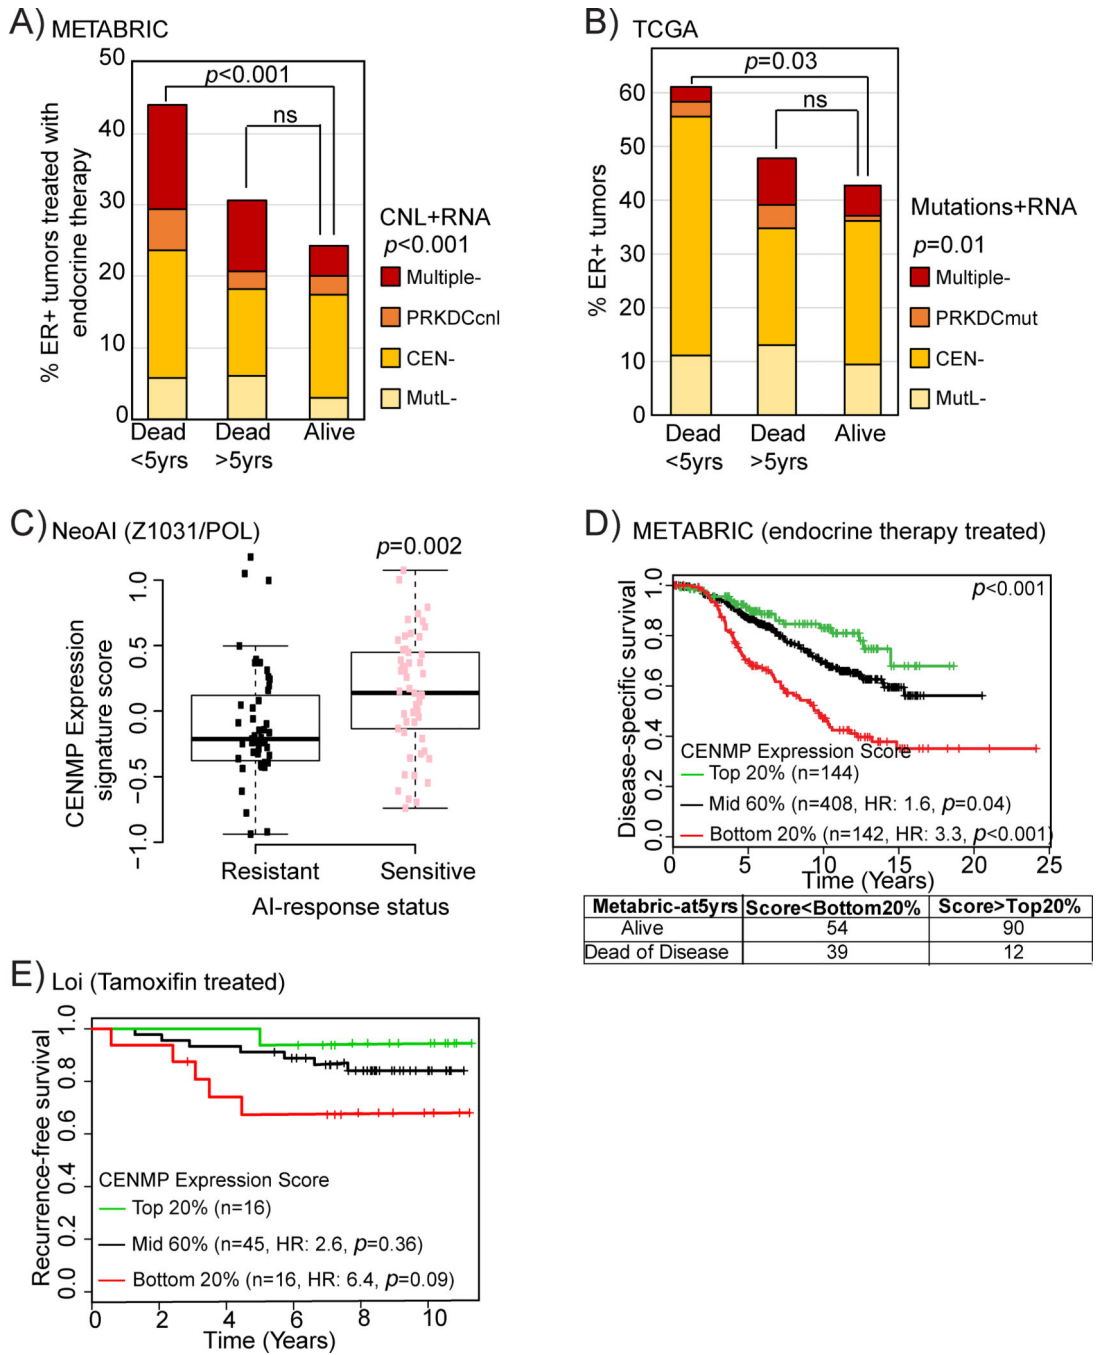 A) METABRIC
% ER+ tumors treated with
endocrine therapy
50
40
30
20
10
0
p<0.001
ns
Dead
<5yrs
Dead
>5yrs
Alive
CNL+RNA
p<0.001
Multiple-
PRKDCcnl
CEN-
MutL-
B) TCGA
% ER+ tumors
60
50
40
30
20
10
0
p=0.03
ns
Dead
<5yrs
Dead
>5yrs
Alive
Mutations+RNA
p=0.01
Multiple-
PRKDCmut
CEN-
MutL-
C) NeoAI (Z1031/POL)
p=0.002
CENMP Expression
signature score
1.0
0.5
0.0
−0.5
−1.0
Resistant
Sensitive
AI-response status
D) METABRIC (endocrine therapy treated)
p<0.001
Disease-specific survival
1.0
0.8
0.6
0.4
0.2
0.0
CENMP Expression Score
Top 20% (n=144)
Mid 60% (n=408, HR: 1.6, p=0.04)
Bottom 20% (n=142, HR: 3.3, p<0.001)
0 5 10 15 20 25
Time (Years)
Metabric-at5yrs Score<Bottom20% Score>Top20%
Alive 54 90
Dead of Disease 39 12
E) Loi (Tamoxifin treated)
Recurrence-free survival
1.0
0.8
0.6
0.4
0.2
0.0
CENMP Expression Score
Top 20% (n=16)
Mid 60% (n=45, HR: 2.6, p=0.36)
Bottom 20% (n=16, HR: 6.4, p=0.09)
0 2 4 6 8 10
Time (Years)